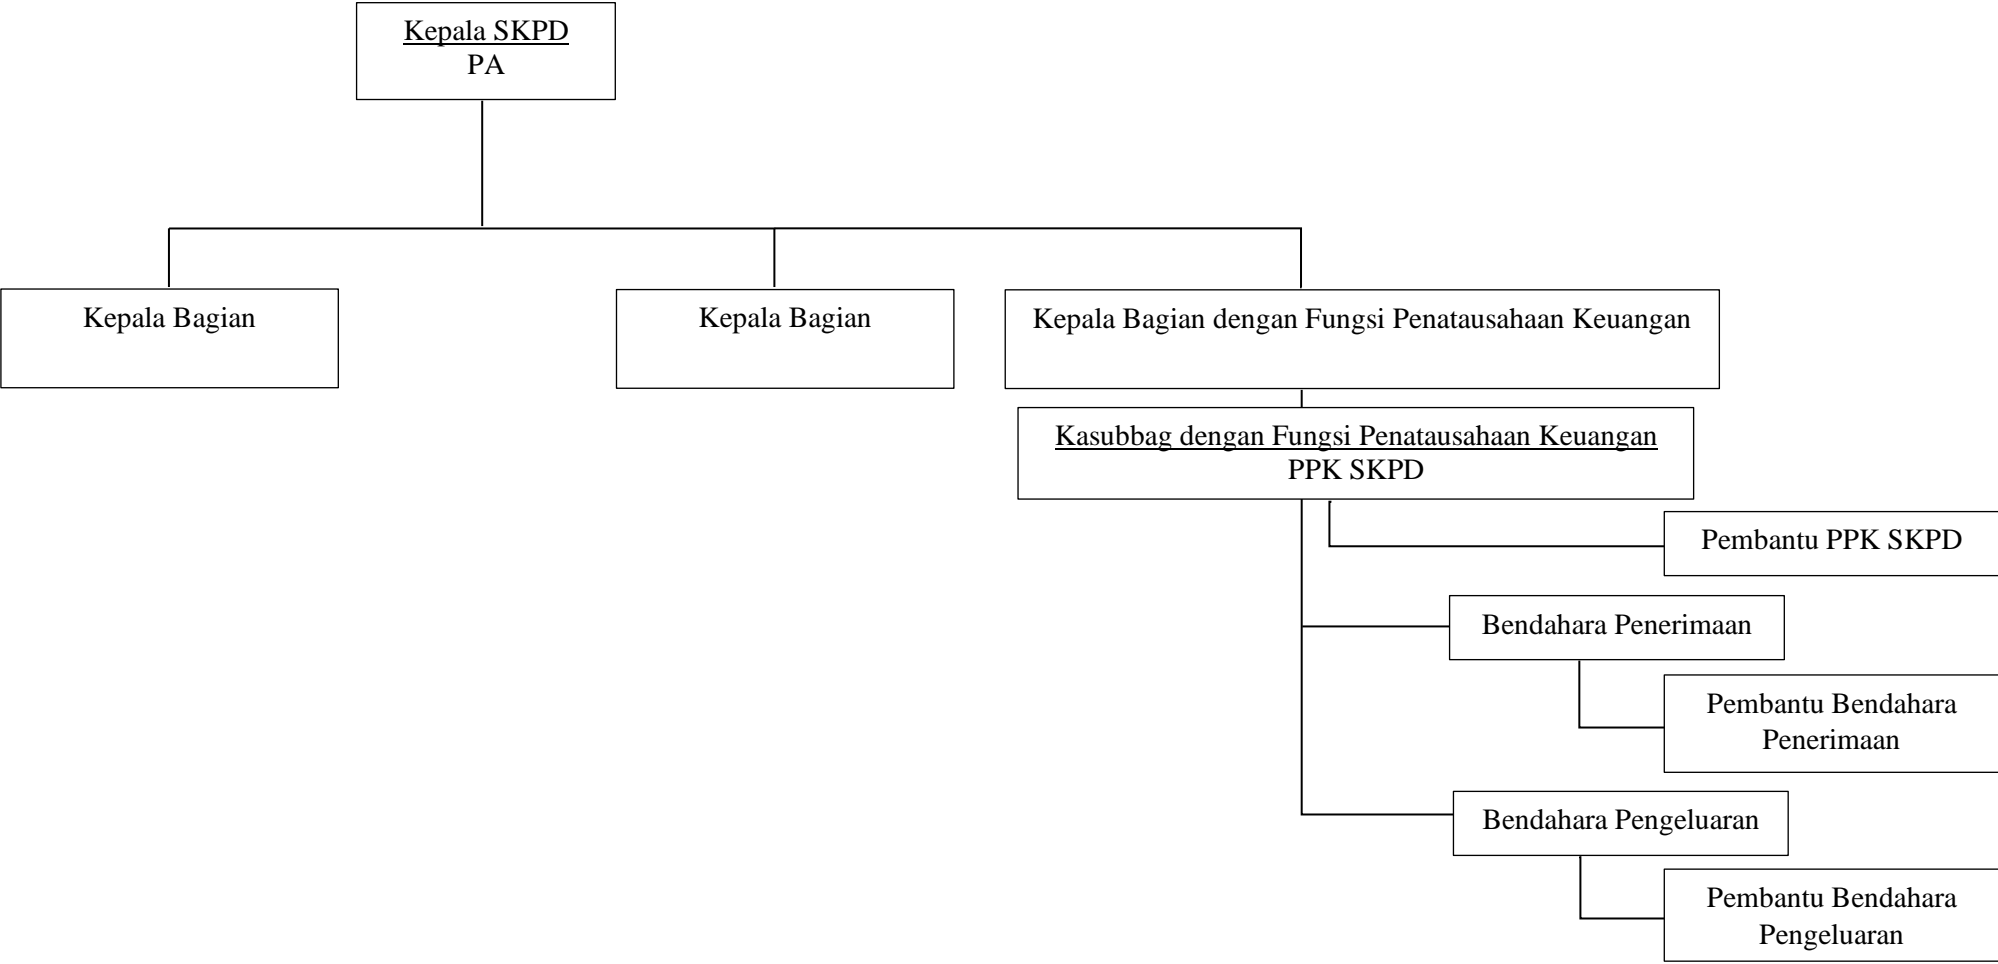 Kepala SKPD
PA
Kepala Bagian
Kepala Bagian
Kepala Bagian dengan Fungsi Penatausahaan Keuangan
Kasubbag dengan Fungsi Penatausahaan Keuangan
PPK SKPD
Pembantu PPK SKPD
Bendahara Penerimaan
Pembantu Bendahara
Penerimaan
Bendahara Pengeluaran
Pembantu Bendahara
Pengeluaran